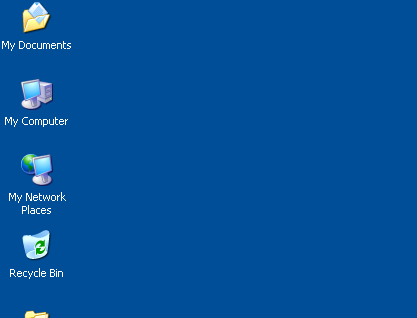 My Documents
My Computer
My Network
Places
Recycle Bin